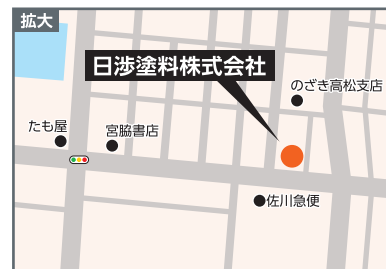 拡大
日渉塗料株式会社
のざき高松支店
たも屋
宮脇書店
佐川急便